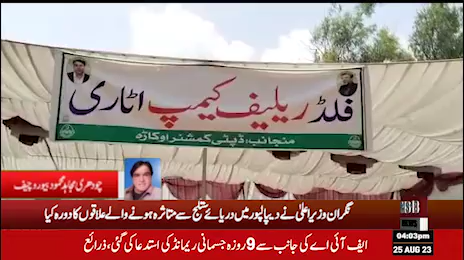 فلڈ ریلیف کیمپ اٹاری
منجانب، ڈپٹی کمشنر اوکاڑہ
چودھری مجاہد محمود بیوروچیف
نگران وزیراعلیٰ نے دیپالپور میں دریائے ستلج سے متاثرہ ہونے والے علاقوں کا دورہ کیا
04:03pm
25 AUG 23
ایف آئی اے کی جانب سے 9 روزہ جسمانی ریمانڈ کی استدعا کی گئی، ذرائع